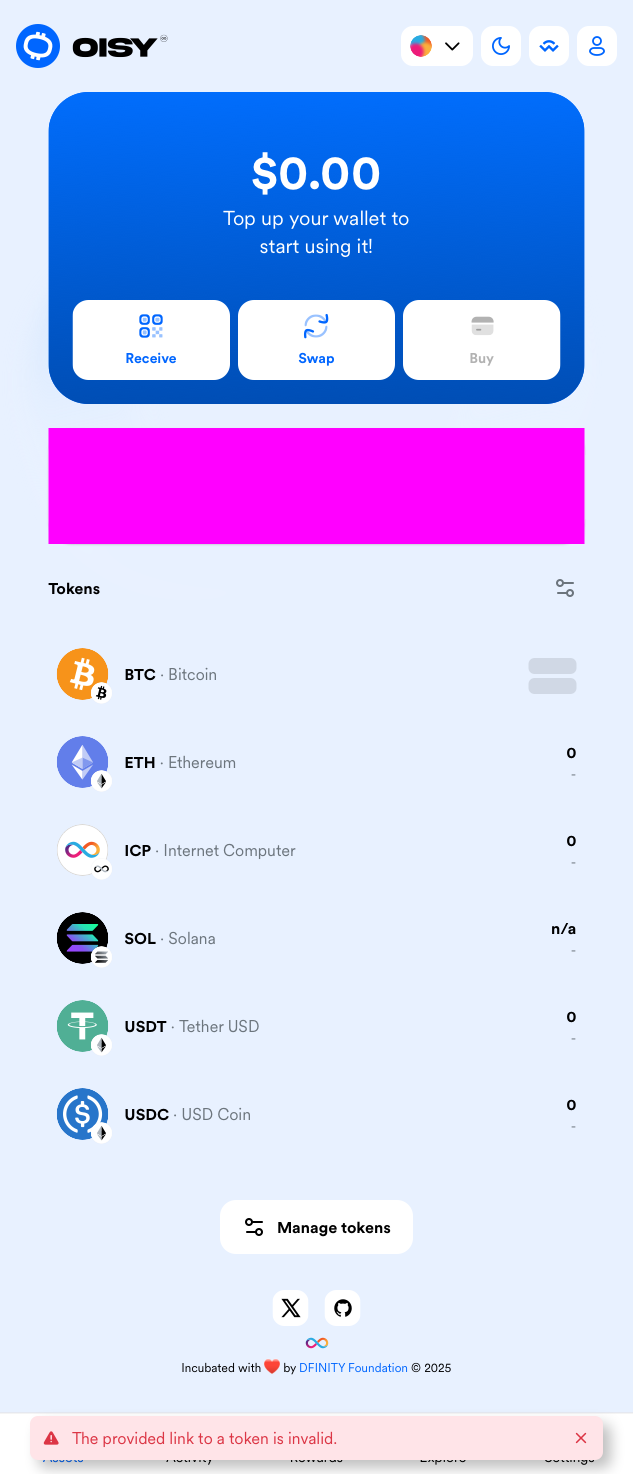 OISY
$0.00
Top up your wallet to
start using it!
Receive
Swap
Buy
Tokens
BTC · Bitcoin
ETH · Ethereum
0
-
ICP · Internet Computer
0
-
SOL · Solana
n/a
-
USDT · Tether USD
0
-
USDC · USD Coin
0
-
Manage tokens
Incubated with ❤️ by DFINITY Foundation © 2025
The provided link to a token is invalid.
Assets Activity Rewards Explore Settings